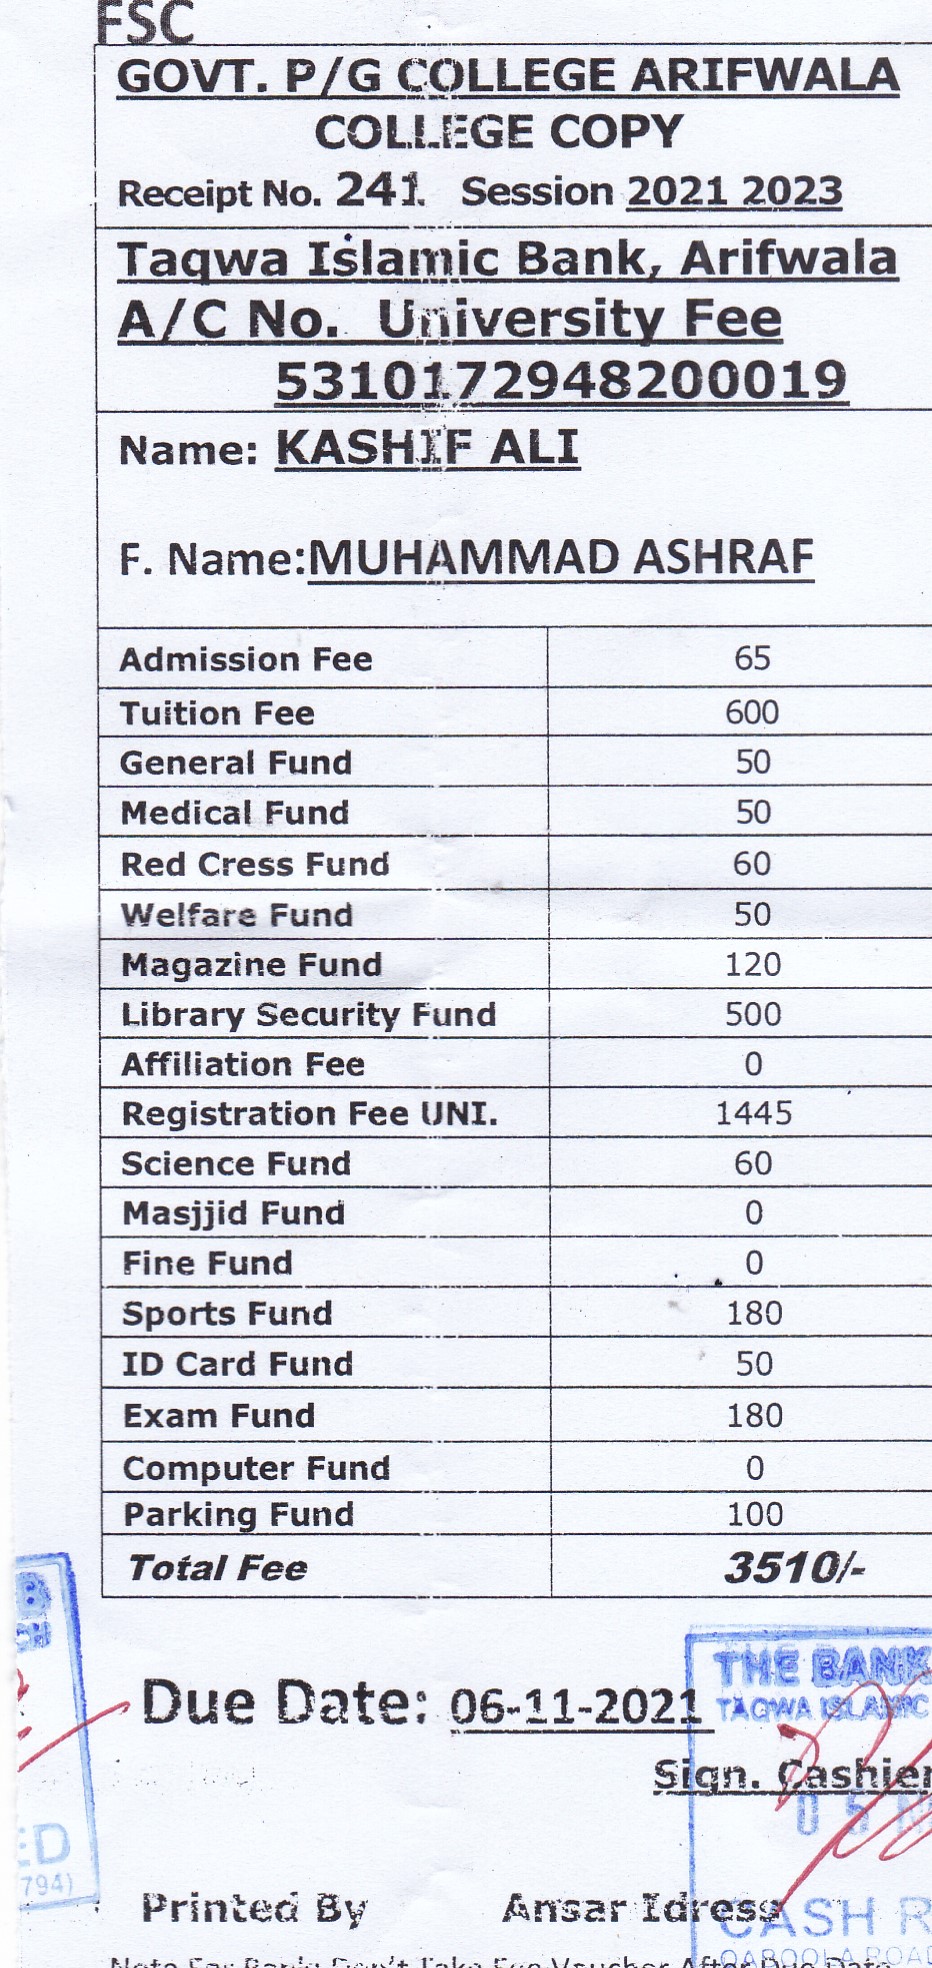 FSC
GOVT. P/G COLLEGE ARIFWALA
COLLEGE COPY
Receipt No. 241. Session 2021 2023
Taqwa Islamic Bank, Arifwala
A/C No. University Fee
5310172948200019
Name: KASHIF ALI
F. Name:MUHAMMAD ASHRAF
Admission Fee 65
Tuition Fee 600
General Fund 50
Medical Fund 50
Red Cress Fund 60
Welfare Fund 50
Magazine Fund 120
Library Security Fund 500
Affiliation Fee 0
Registration Fee UNI. 1445
Science Fund 60
Masjjid Fund 0
Fine Fund 0
Sports Fund 180
ID Card Fund 50
Exam Fund 180
Computer Fund 0
Parking Fund 100
Total Fee 3510/-
B
CH
Due Date: 06-11-2021
THE BANK
TAQWA ISLAMIC
Sign. Cashier
05
ED
794)
Printed By Ansar Idress
CASH R
QABOOLA ROAD
Note For Bank: Don't Take Fee Voucher After Due Date